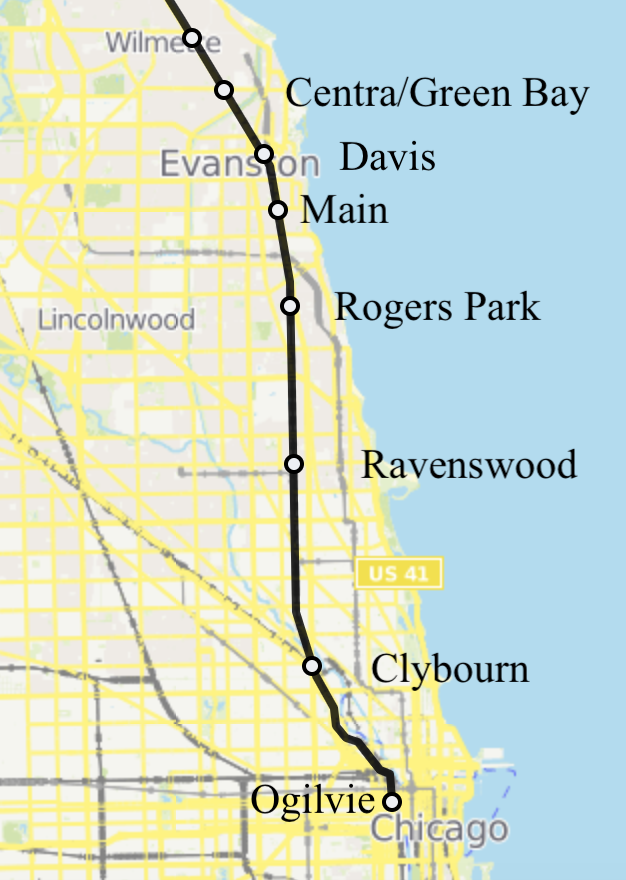 Wilmette
Centra/Green Bay
Evanston
Davis
Main
Rogers Park
Lincolnwood
Ravenswood
US 41
Clybourn
Ogilvie
Chicago